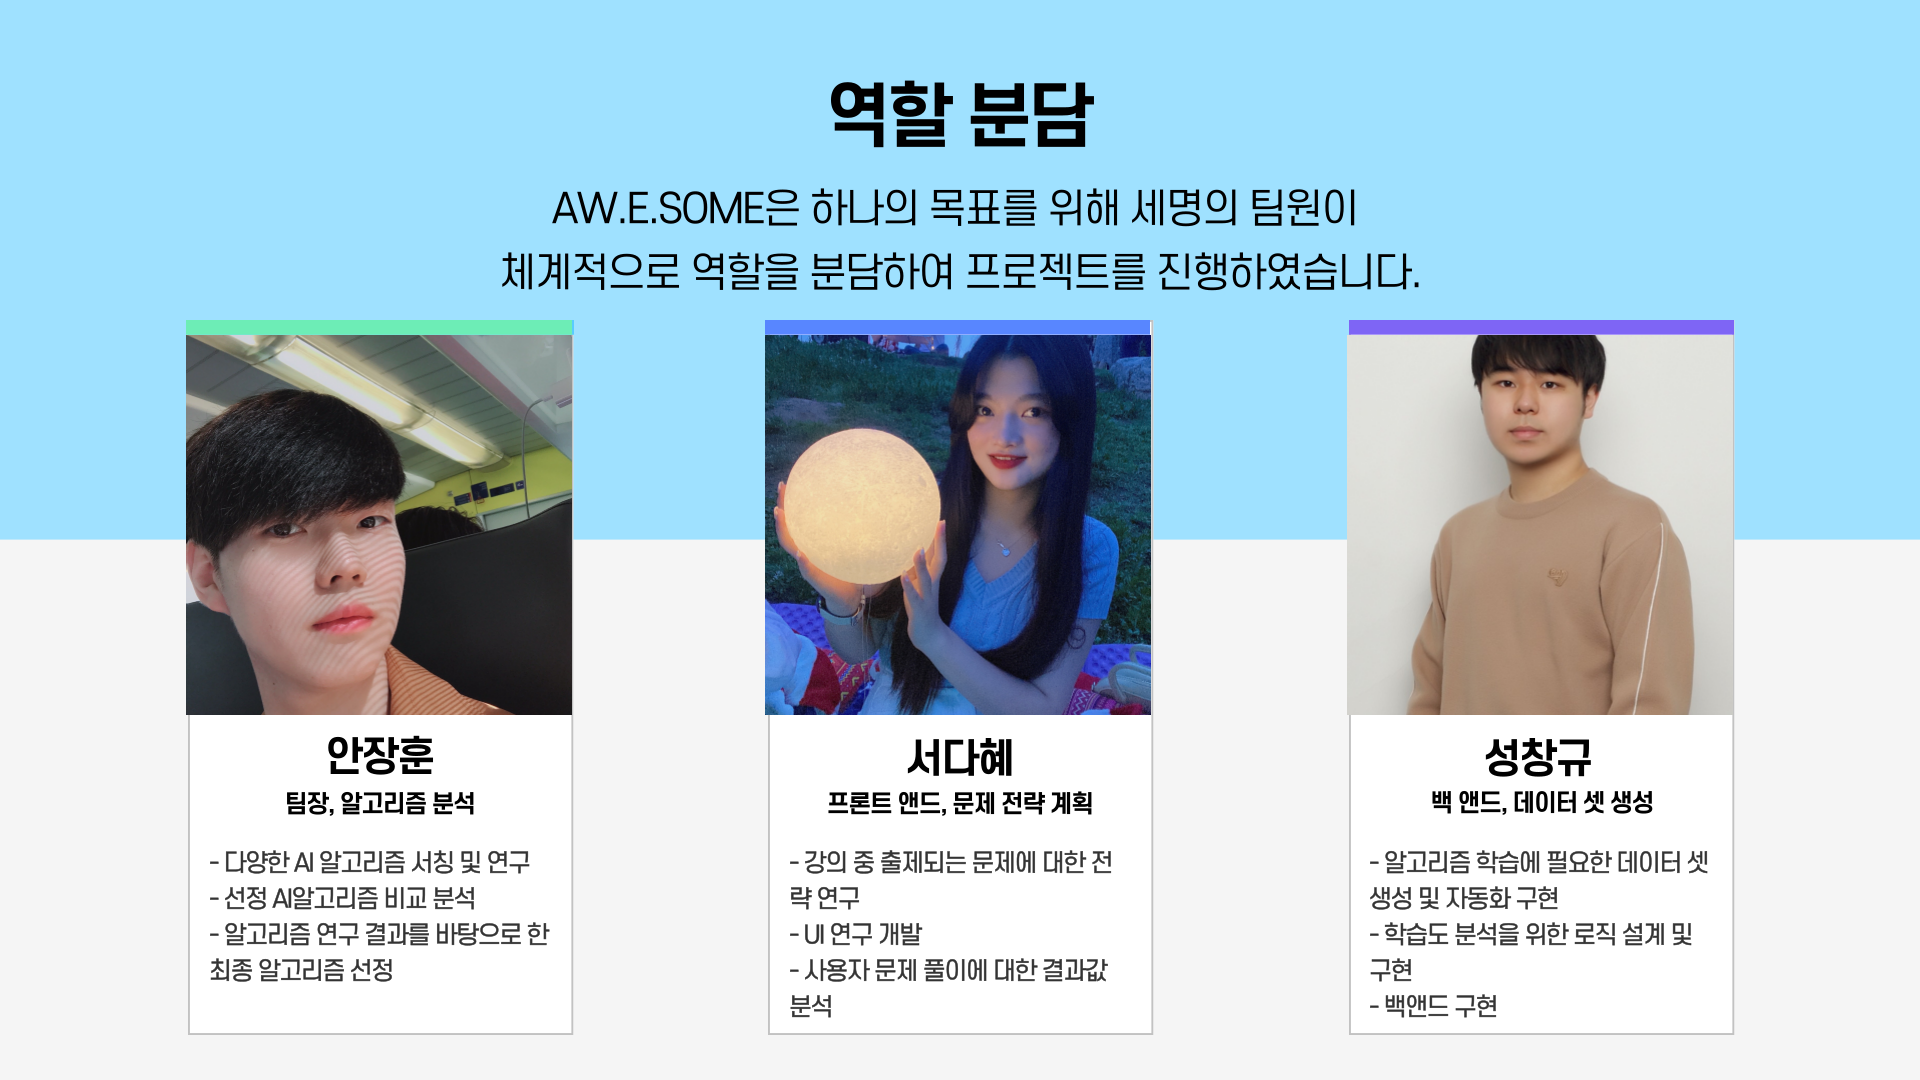 역할 분담
AW.E.SOME은 하나의 목표를 위해 세명의 팀원이
체계적으로 역할을 분담하여 프로젝트를 진행하였습니다.
안장훈
팀장, 알고리즘 분석
- 다양한 AI 알고리즘 서칭 및 연구
- 선정 AI알고리즘 비교 분석
- 알고리즘 연구 결과를 바탕으로 한
최종 알고리즘 선정
서다혜
프론트 앤드, 문제 전략 계획
- 강의 중 출제되는 문제에 대한 전
략 연구
- UI 연구 개발
- 사용자 문제 풀이에 대한 결과값
분석
성창규
백 앤드, 데이터 셋 생성
- 알고리즘 학습에 필요한 데이터 셋
생성 및 자동화 구현
- 학습도 분석을 위한 로직 설계 및
구현
- 백앤드 구현